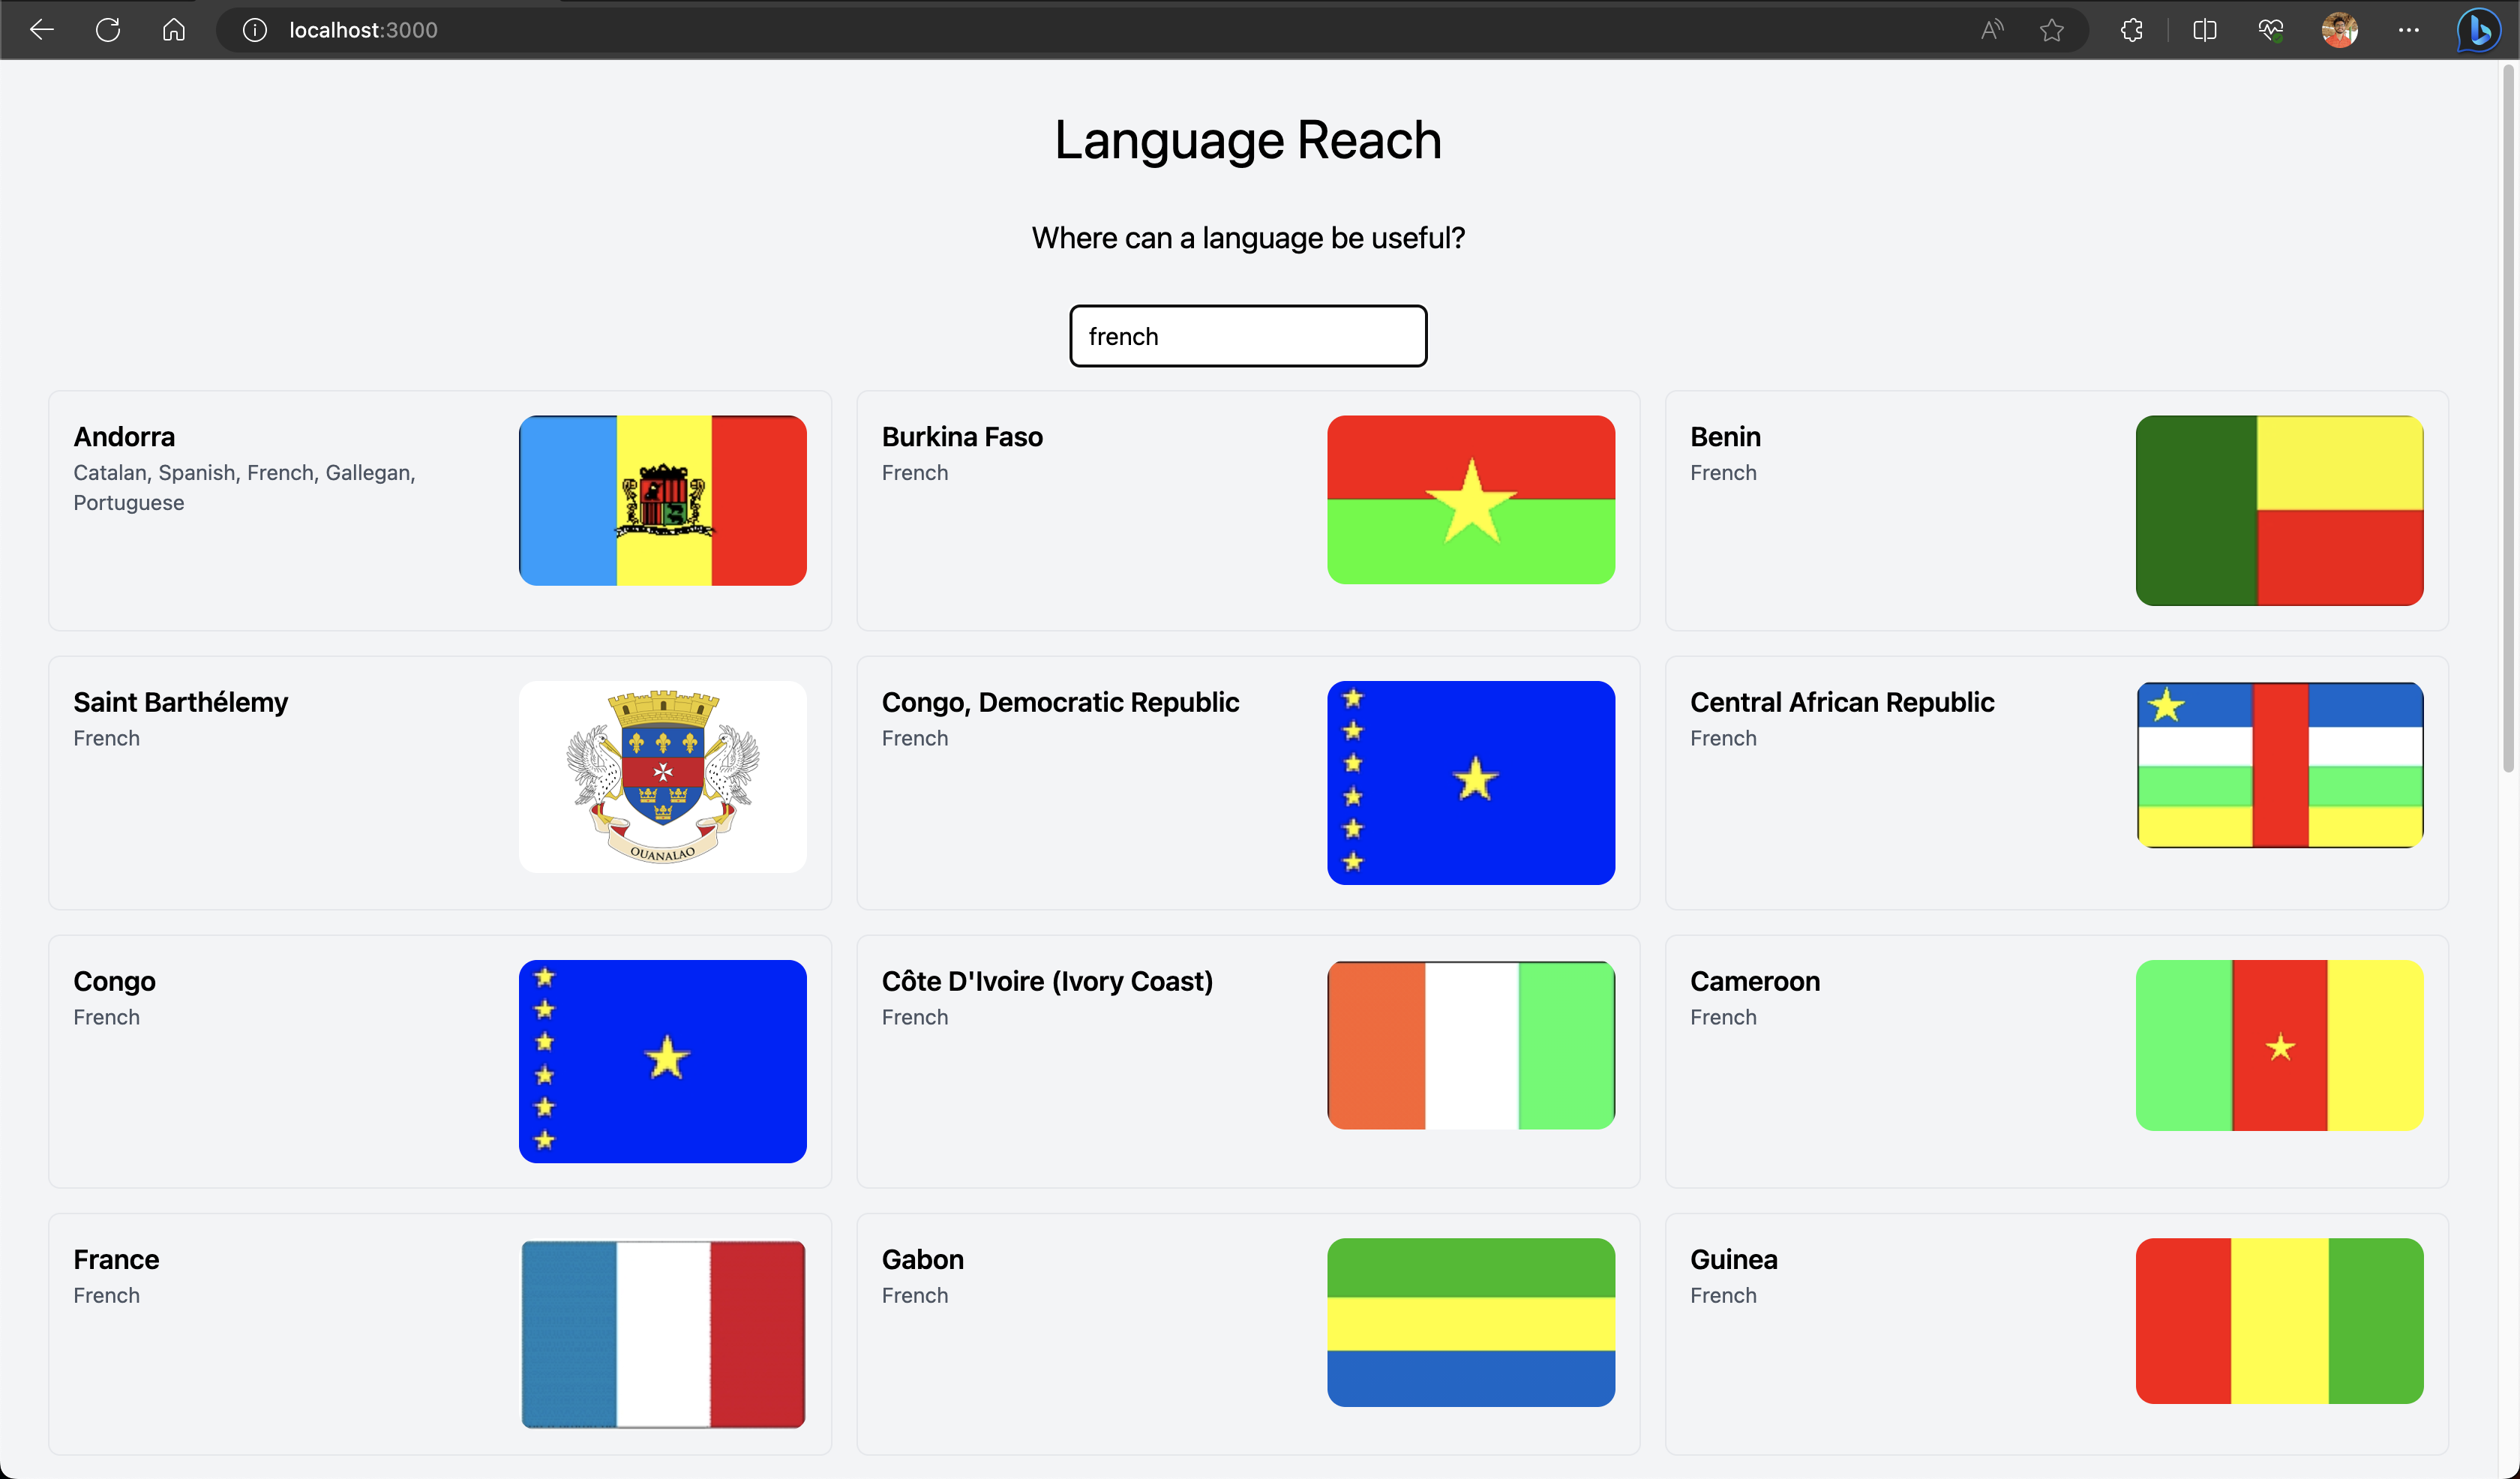 localhost:3000
Language Reach
Where can a language be useful?
french
Andorra
Catalan, Spanish, French, Gallegan,
Portuguese
Burkina Faso
French
Benin
French
Saint Barthélemy
French
OUANALAO
Congo, Democratic Republic
French
Central African Republic
French
Congo
French
Côte D'Ivoire (Ivory Coast)
French
Cameroon
French
France
French
Gabon
French
Guinea
French